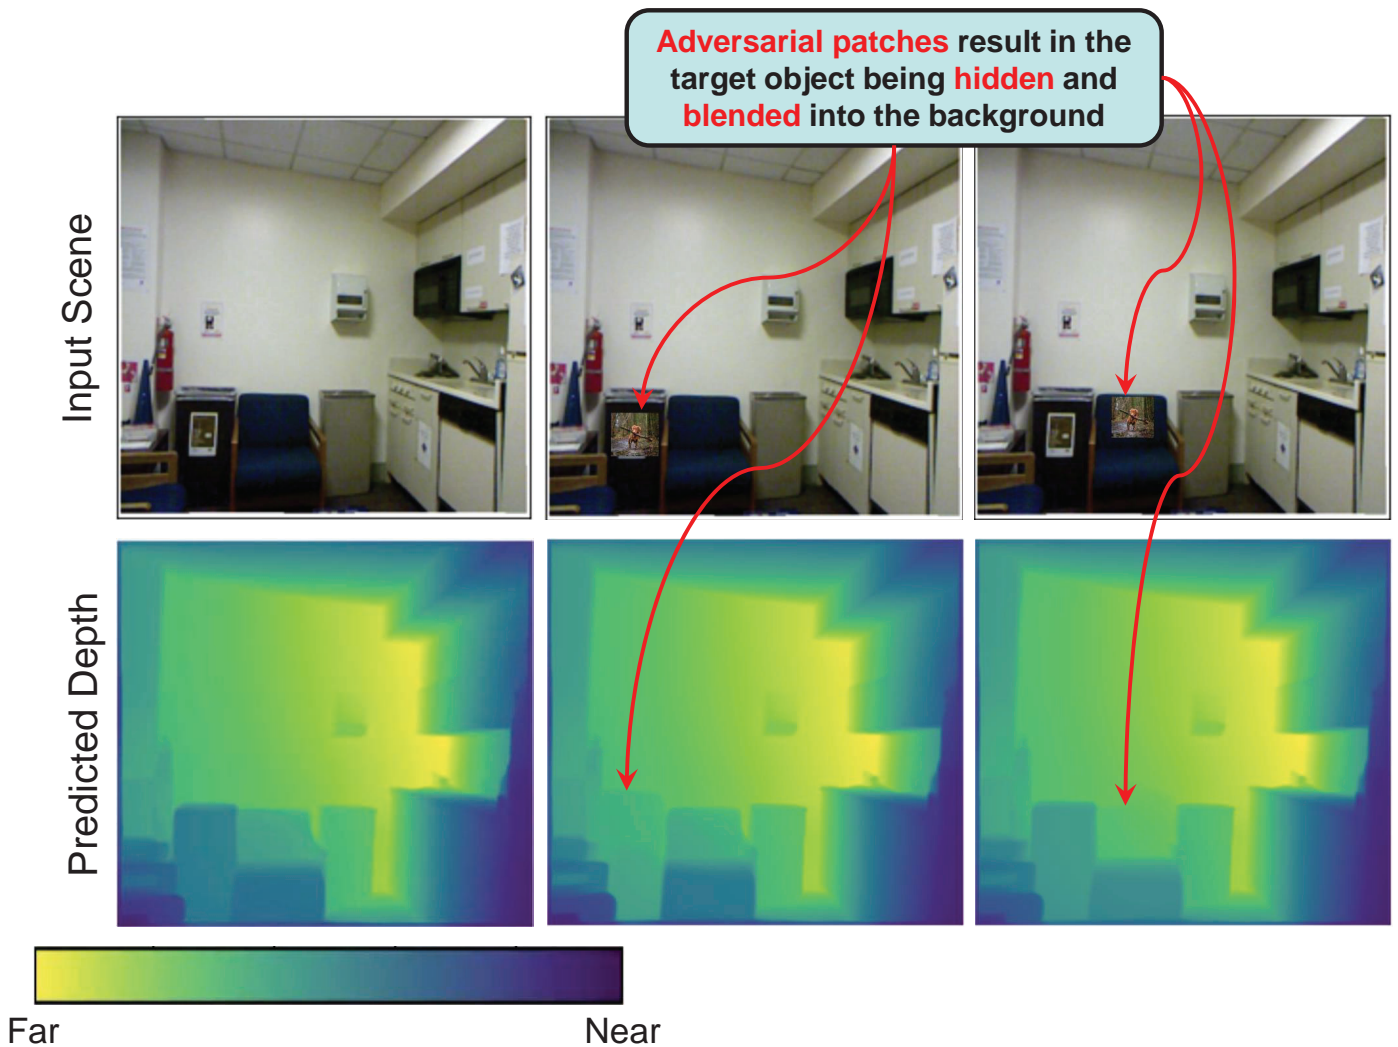 Adversarial patches result in the
target object being hidden and
blended into the background
Input Scene
Predicted Depth
Far
Near